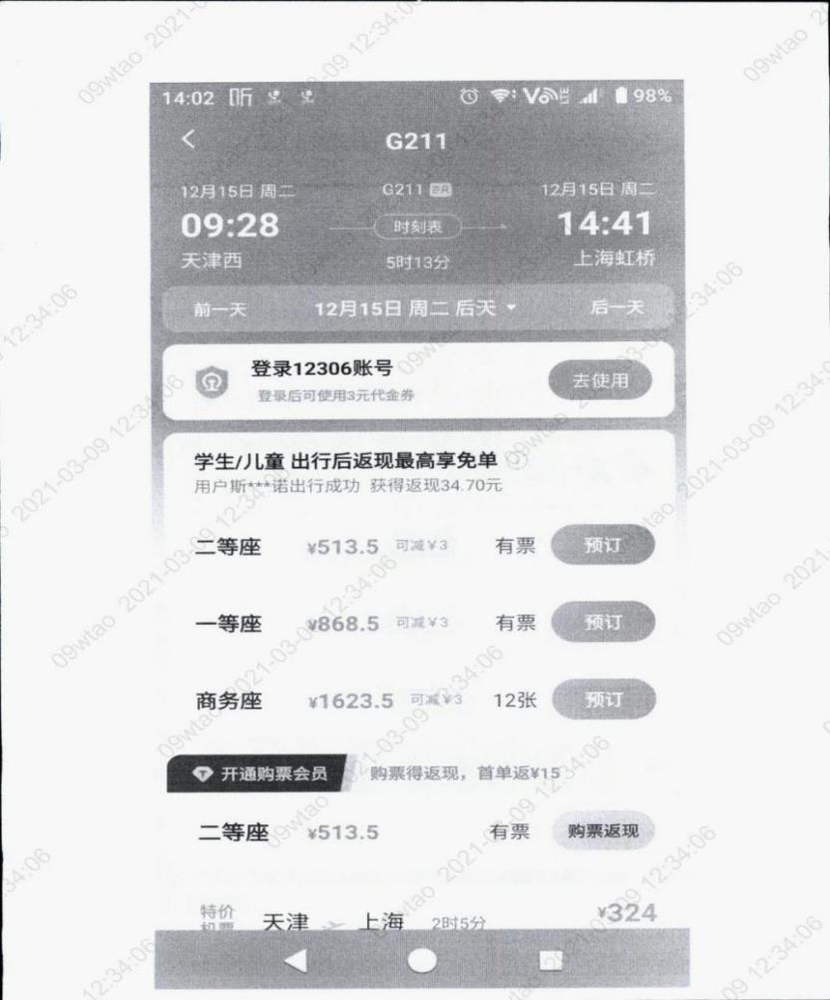 09wtao 2021-03-09 12:34:06
14:02 听 98%
G211
12月15日 周二 G211 12月15日 周二
09:28 时刻表 14:41
天津西 5时13分 上海虹桥
前一天 12月15日 周二 后天 后一天
登录12306账号
登录后可使用3元代金券
去使用
学生/儿童 出行后返现最高享免单
用户斯***诺出行成功 获得返现34.70元
二等座 ¥513.5 可减¥3 有票 预订
一等座 ¥868.5 可减¥3 有票 预订
商务座 ¥1623.5 可减¥3 12张 预订
开通购票会员 购票得返现，首单返¥15
二等座 ¥513.5 有票 购票返现
特价
机票 天津 上海 2时5分 ¥324